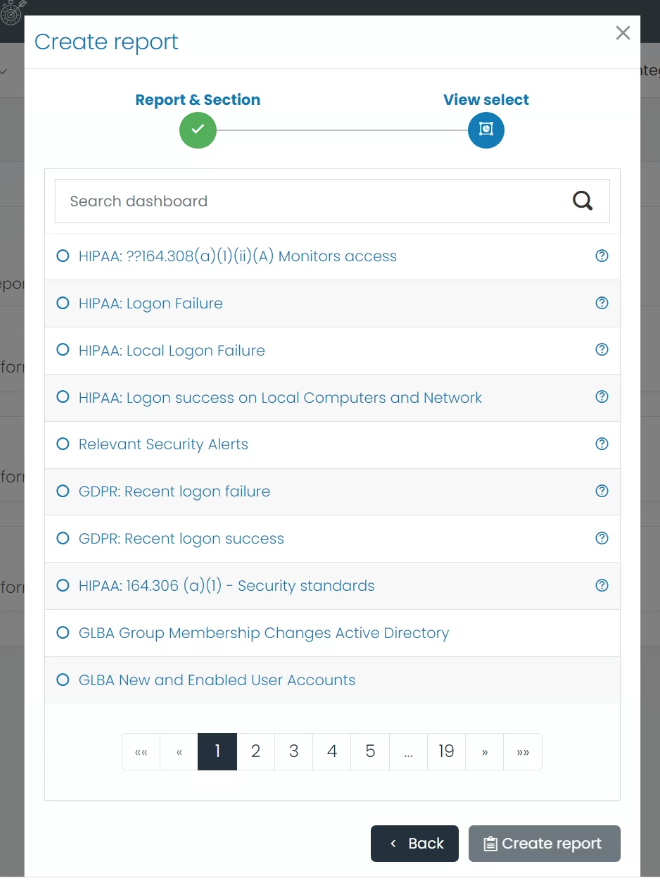 Create report
Report & Section
View select
Search dashboard
HIPAA: ??164.308(a)(1)(ii)(A) Monitors access
HIPAA: Logon Failure
HIPAA: Local Logon Failure
HIPAA: Logon success on Local Computers and Network
Relevant Security Alerts
GDPR: Recent logon failure
GDPR: Recent logon success
HIPAA: 164.306 (a)(1) - Security standards
GLBA Group Membership Changes Active Directory
GLBA New and Enabled User Accounts
«« « 1 2 3 4 5 ... 19 » »»
‹ Back
Create report